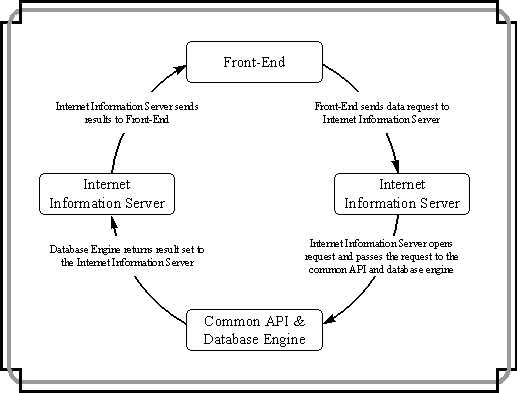 Front-End
Internet Information Server sends
results to Front-End
Front-End sends data request to
Internet Information Server
Internet
Information Server
Internet
Information Server
Database Engine returns result set to
the Internet Information Server
Internet Information Server opens
request and passes the request to the
common API and database engine
Common API &
Database Engine